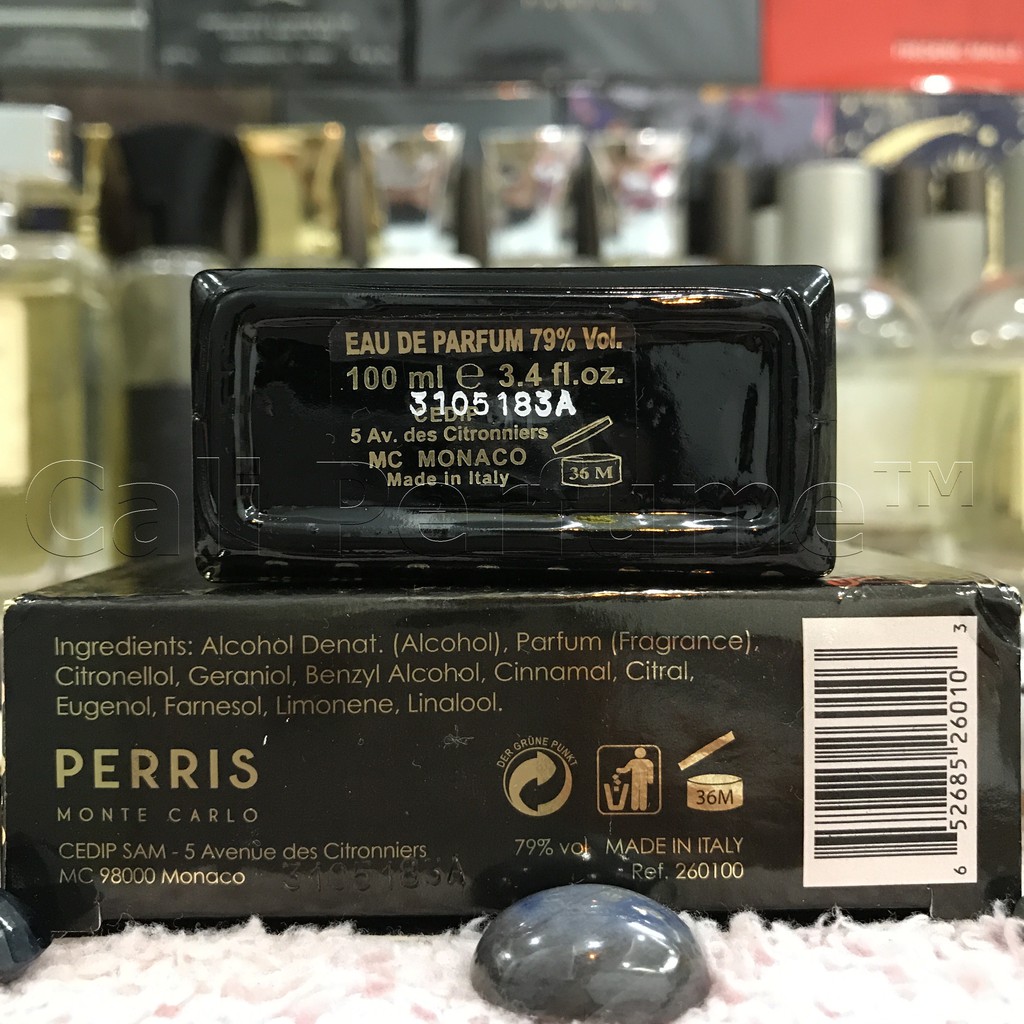 EAU DE PARFUM 79% Vol.
100 ml ℮ 3.4 fl.oz.
3105183A
CEDIP
5 Av. des Citronniers
MC MONACO
Made in Italy
36 M
Cali Perfume™
Ingredients: Alcohol Denat. (Alcohol), Parfum (Fragrance),
Citronellol, Geraniol, Benzyl Alcohol, Cinnamal, Citral,
Eugenol, Farnesol, Limonene, Linalool.
PERRIS
MONTE CARLO
DER GRÜNE PUNKT
36M
CEDIP SAM - 5 Avenue des Citronniers
MC 98000 Monaco
3105183A
79% vol
MADE IN ITALY
Ref. 260100
6 52685 26010 3